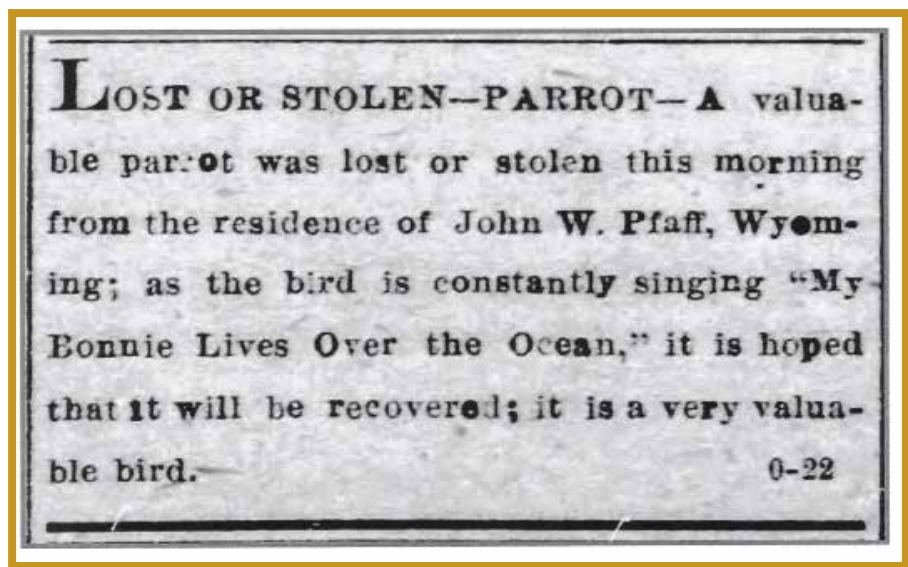 LOST OR STOLEN—PARROT—A valua-
ble parrot was lost or stolen this morning
from the residence of John W. Pfaff, Wyom-
ing; as the bird is constantly singing “My
Bonnie Lives Over the Ocean,” it is hoped
that it will be recovered; it is a very valua-
ble bird. 0-22